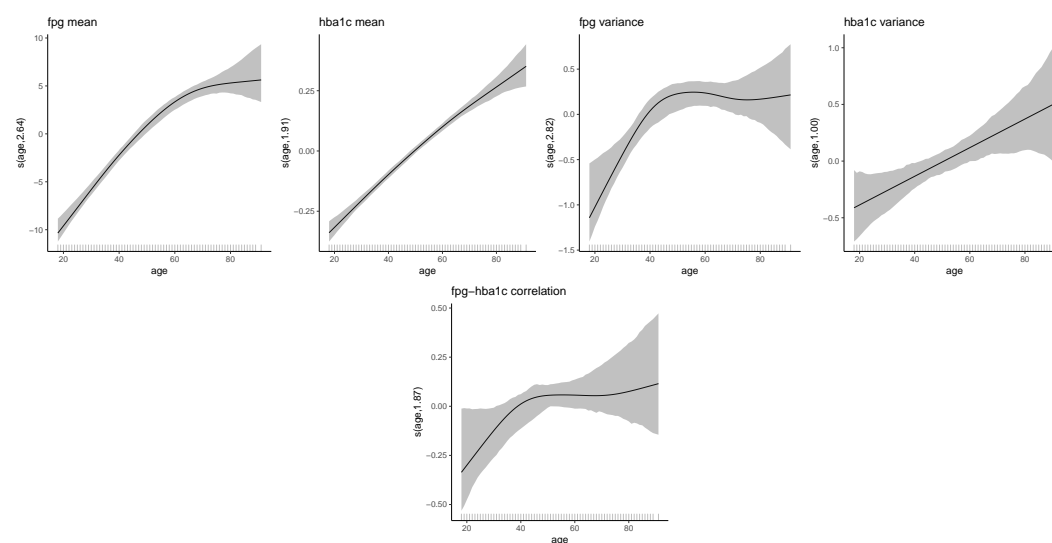 fpg mean
10
5
0
−5
−10
s(age,2.64)
20 40 60 80
age
hba1c mean
0.25
0.00
−0.25
s(age,1.91)
20 40 60 80
age
fpg variance
0.5
0.0
−0.5
−1.0
−1.5
s(age,2.82)
20 40 60 80
age
hba1c variance
1.0
0.5
0.0
−0.5
s(age,1.00)
20 40 60 80
age
fpg−hba1c correlation
0.50
0.25
0.00
−0.25
−0.50
s(age,1.87)
20 40 60 80
age